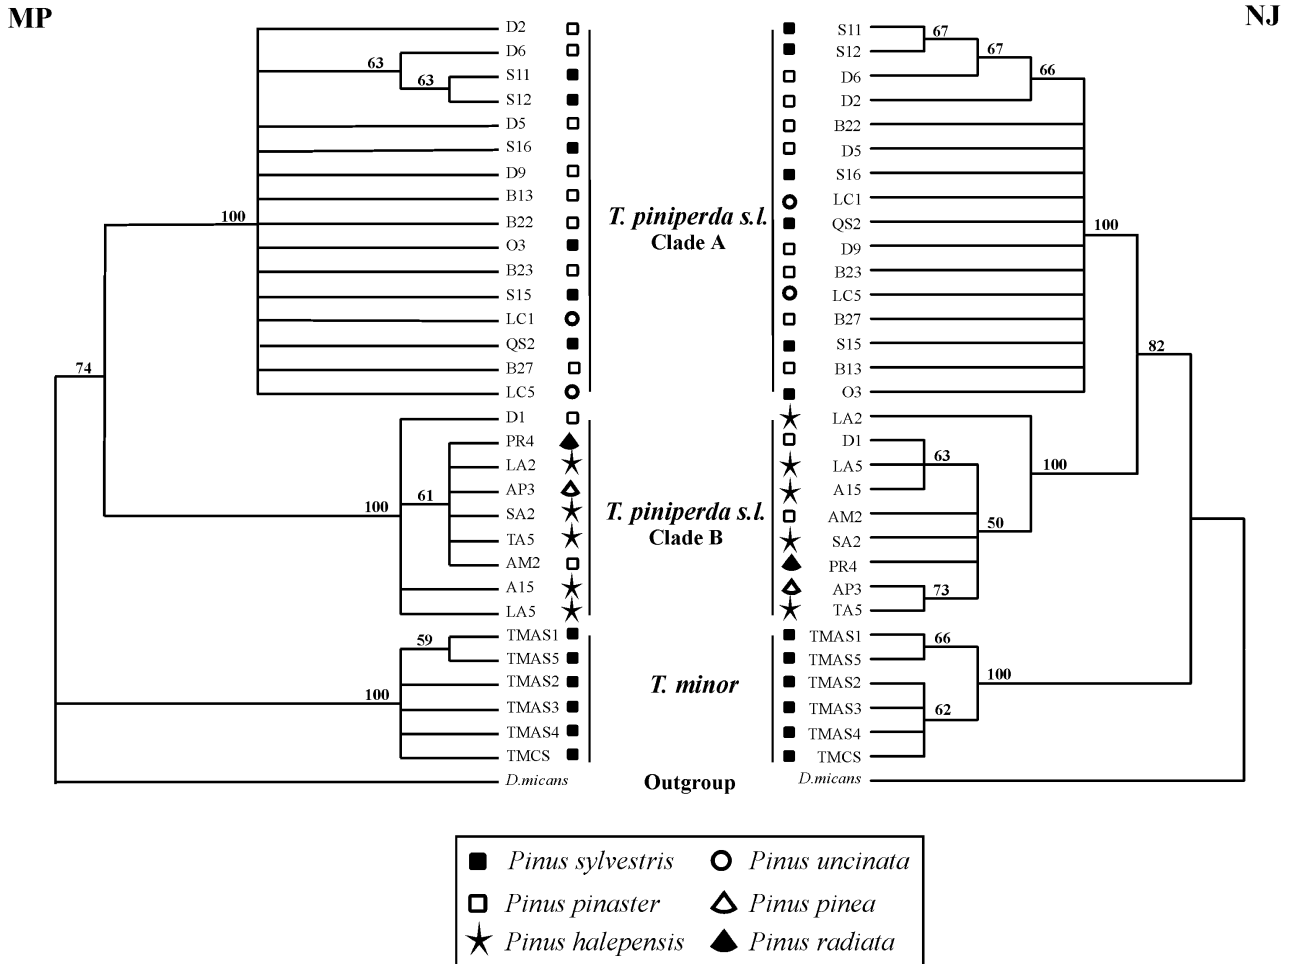 MP
NJ
D2
D6
S11
S12
D5
S16
D9
B13
B22
O3
B23
S15
LC1
QS2
B27
LC5
D1
PR4
LA2
AP3
SA2
TA5
AM2
A15
LA5
TMAS1
TMAS5
TMAS2
TMAS3
TMAS4
TMCS
D.micans
63
63
100
74
61
100
59
100
T. piniperda s.l.
Clade A
T. piniperda s.l.
Clade B
T. minor
Outgroup
S11
S12
D6
D2
B22
D5
S16
LC1
QS2
D9
B23
LC5
B27
S15
B13
O3
LA2
D1
LA5
A15
AM2
SA2
PR4
AP3
TA5
TMAS1
TMAS5
TMAS2
TMAS3
TMAS4
TMCS
D.micans
67
67
66
100
82
63
100
50
73
66
100
62
Pinus sylvestris
Pinus uncinata
Pinus pinaster
Pinus pinea
Pinus halepensis
Pinus radiata